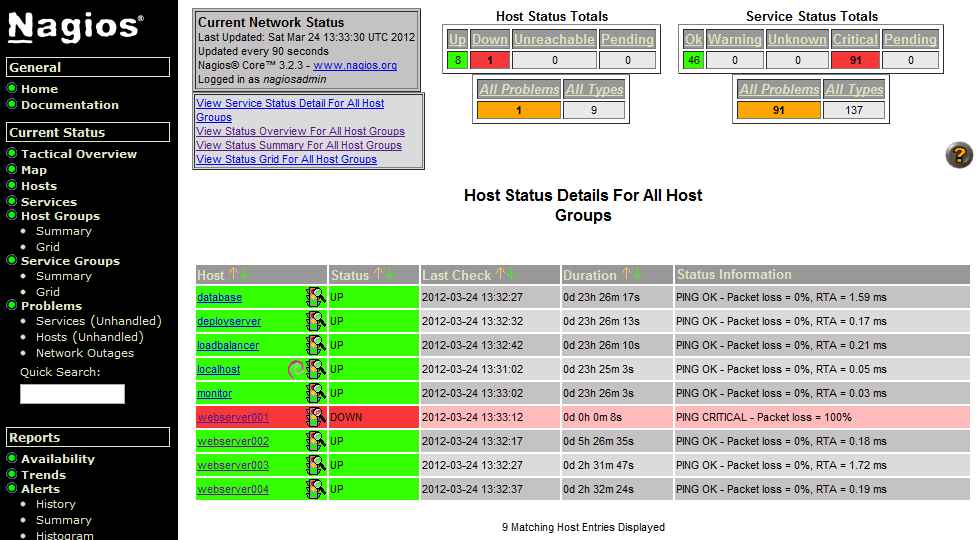 Nagios®
General
Home
Documentation
Current Status
Tactical Overview
Map
Hosts
Services
Host Groups
Summary
Grid
Service Groups
Summary
Grid
Problems
Services (Unhandled)
Hosts (Unhandled)
Network Outages
Quick Search:
Reports
Availability
Trends
Alerts
History
Summary
Histogram
Current Network Status
Last Updated: Sat Mar 24 13:33:30 UTC 2012
Updated every 90 seconds
Nagios® Core™ 3.2.3 - www.nagios.org
Logged in as nagiosadmin
View Service Status Detail For All Host
Groups
View Status Overview For All Host Groups
View Status Summary For All Host Groups
View Status Grid For All Host Groups
Host Status Totals
Up Down Unreachable Pending
8 1 0 0
All Problems All Types
1 9
Service Status Totals
Ok Warning Unknown Critical Pending
46 0 0 91 0
All Problems All Types
91 137
?
Host Status Details For All Host
Groups
Host Status Last Check Duration Status Information
database UP 2012-03-24 13:32:27 0d 23h 26m 17s PING OK - Packet loss = 0%, RTA = 1.59 ms
deployserver UP 2012-03-24 13:32:32 0d 23h 26m 13s PING OK - Packet loss = 0%, RTA = 0.17 ms
loadbalancer UP 2012-03-24 13:32:42 0d 23h 26m 10s PING OK - Packet loss = 0%, RTA = 0.21 ms
localhost UP 2012-03-24 13:31:02 0d 23h 25m 3s PING OK - Packet loss = 0%, RTA = 0.05 ms
monitor UP 2012-03-24 13:33:02 0d 23h 26m 3s PING OK - Packet loss = 0%, RTA = 0.03 ms
webserver001 DOWN 2012-03-24 13:33:12 0d 0h 0m 8s PING CRITICAL - Packet loss = 100%
webserver002 UP 2012-03-24 13:32:17 0d 5h 26m 35s PING OK - Packet loss = 0%, RTA = 0.18 ms
webserver003 UP 2012-03-24 13:32:27 0d 2h 31m 47s PING OK - Packet loss = 0%, RTA = 1.72 ms
webserver004 UP 2012-03-24 13:32:37 0d 2h 32m 24s PING OK - Packet loss = 0%, RTA = 0.19 ms
9 Matching Host Entries Displayed